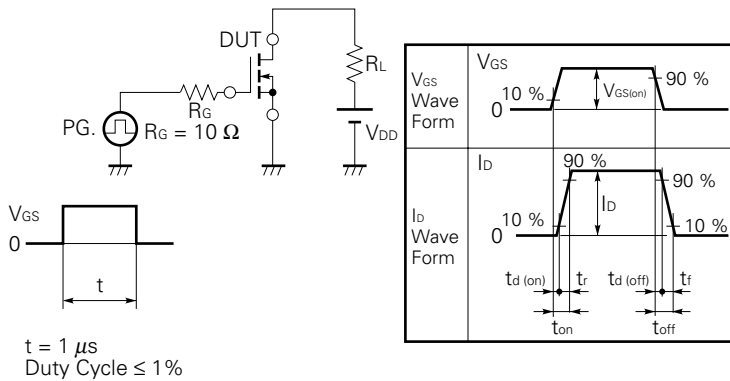 DUT
RL
RG
PG.
RG = 10 Ω
VDD
VGS
0
t
t = 1 μs
Duty Cycle ≤ 1%
VGS
Wave
Form
VGS
10 %
0
VGS(on)
90 %
ID
Wave
Form
ID
90 %
10 %
0
ID
90 %
10 %
td (on)
tr
td (off)
tf
ton
toff